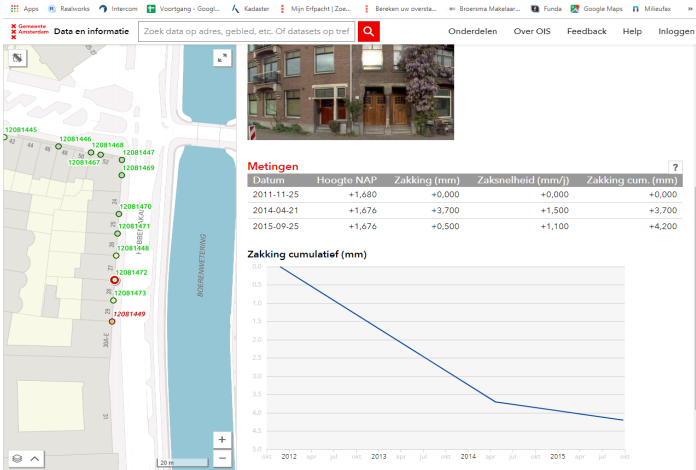 Apps Realworks Intercom Voortgang - Googl... Kadaster Mijn Erfpacht | Zoe... Bereken uw oversta... Broersma Makelaar... Funda Google Maps Milieufax »
Gemeente
Amsterdam
Data en informatie
Zoek data op adres, gebied, etc. Of datasets op tref
Onderdelen Over OIS Feedback Help Inloggen
12081445
12081446
12081468
12081447
12081467
12081469
12081470
12081471
12081448
12081472
12081473
12081449
BOERENWETERING
20 m
Metingen
?
Datum Hoogte NAP Zakking (mm) Zaksnelheid (mm/j) Zakking cum. (mm)
2011-11-25 +1,680 +0,000 +0,000 +0,000
2014-04-21 +1,676 +3,700 +1,500 +3,700
2015-09-25 +1,676 +0,500 +1,100 +4,200
Zakking cumulatief (mm)
0.0
0.5
1.0
1.5
2.0
2.5
3.0
3.5
4.0
4.5
5.0
okt 2012 apr jul okt 2013 apr jul okt 2014 apr jul okt 2015 apr jul okt